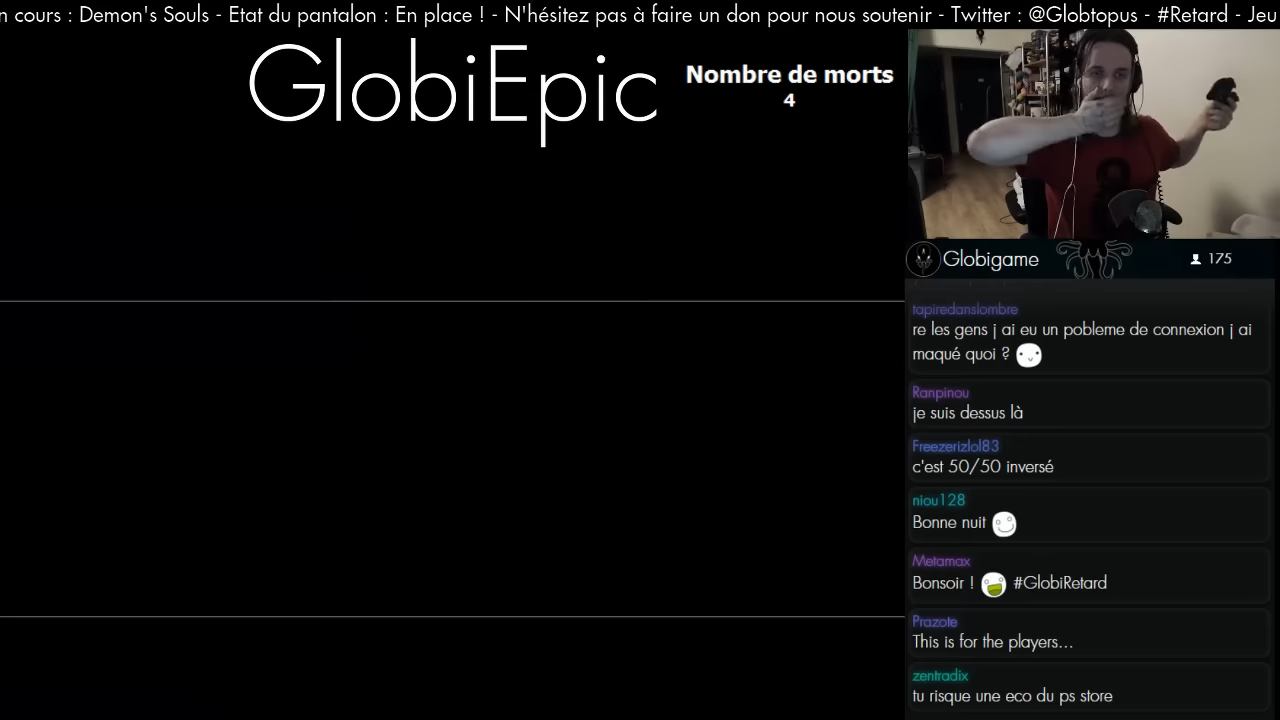 n cours : Demon's Souls - Etat du pantalon : En place ! - N'hésitez pas à faire un don pour nous soutenir - Twitter : @Globtopus - #Retard - Jeu
GlobiEpic
Nombre de morts
4
Globigame
175
tapiredanslombre
re les gens j ai eu un pobleme de connexion j ai
maqué quoi ?
Ranpinou
je suis dessus là
Freezerizlol83
c'est 50/50 inversé
niou128
Bonne nuit
Metamax
Bonsoir ! #GlobiRetard
Prazote
This is for the players...
zentradix
tu risque une eco du ps store